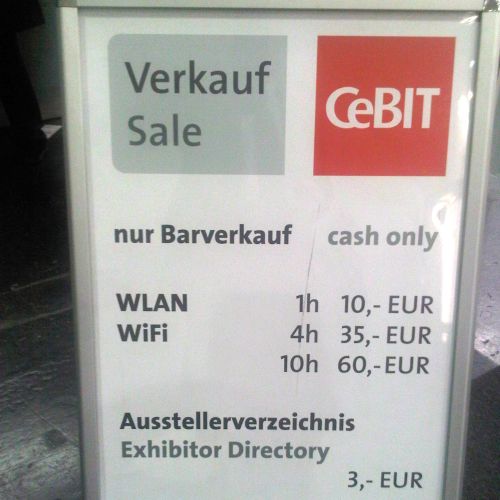 Verkauf
Sale
CeBIT
nur Barverkauf cash only
WLAN 1h 10,- EUR
WiFi 4h 35,- EUR
10h 60,- EUR
Ausstellerverzeichnis
Exhibitor Directory
3,- EUR